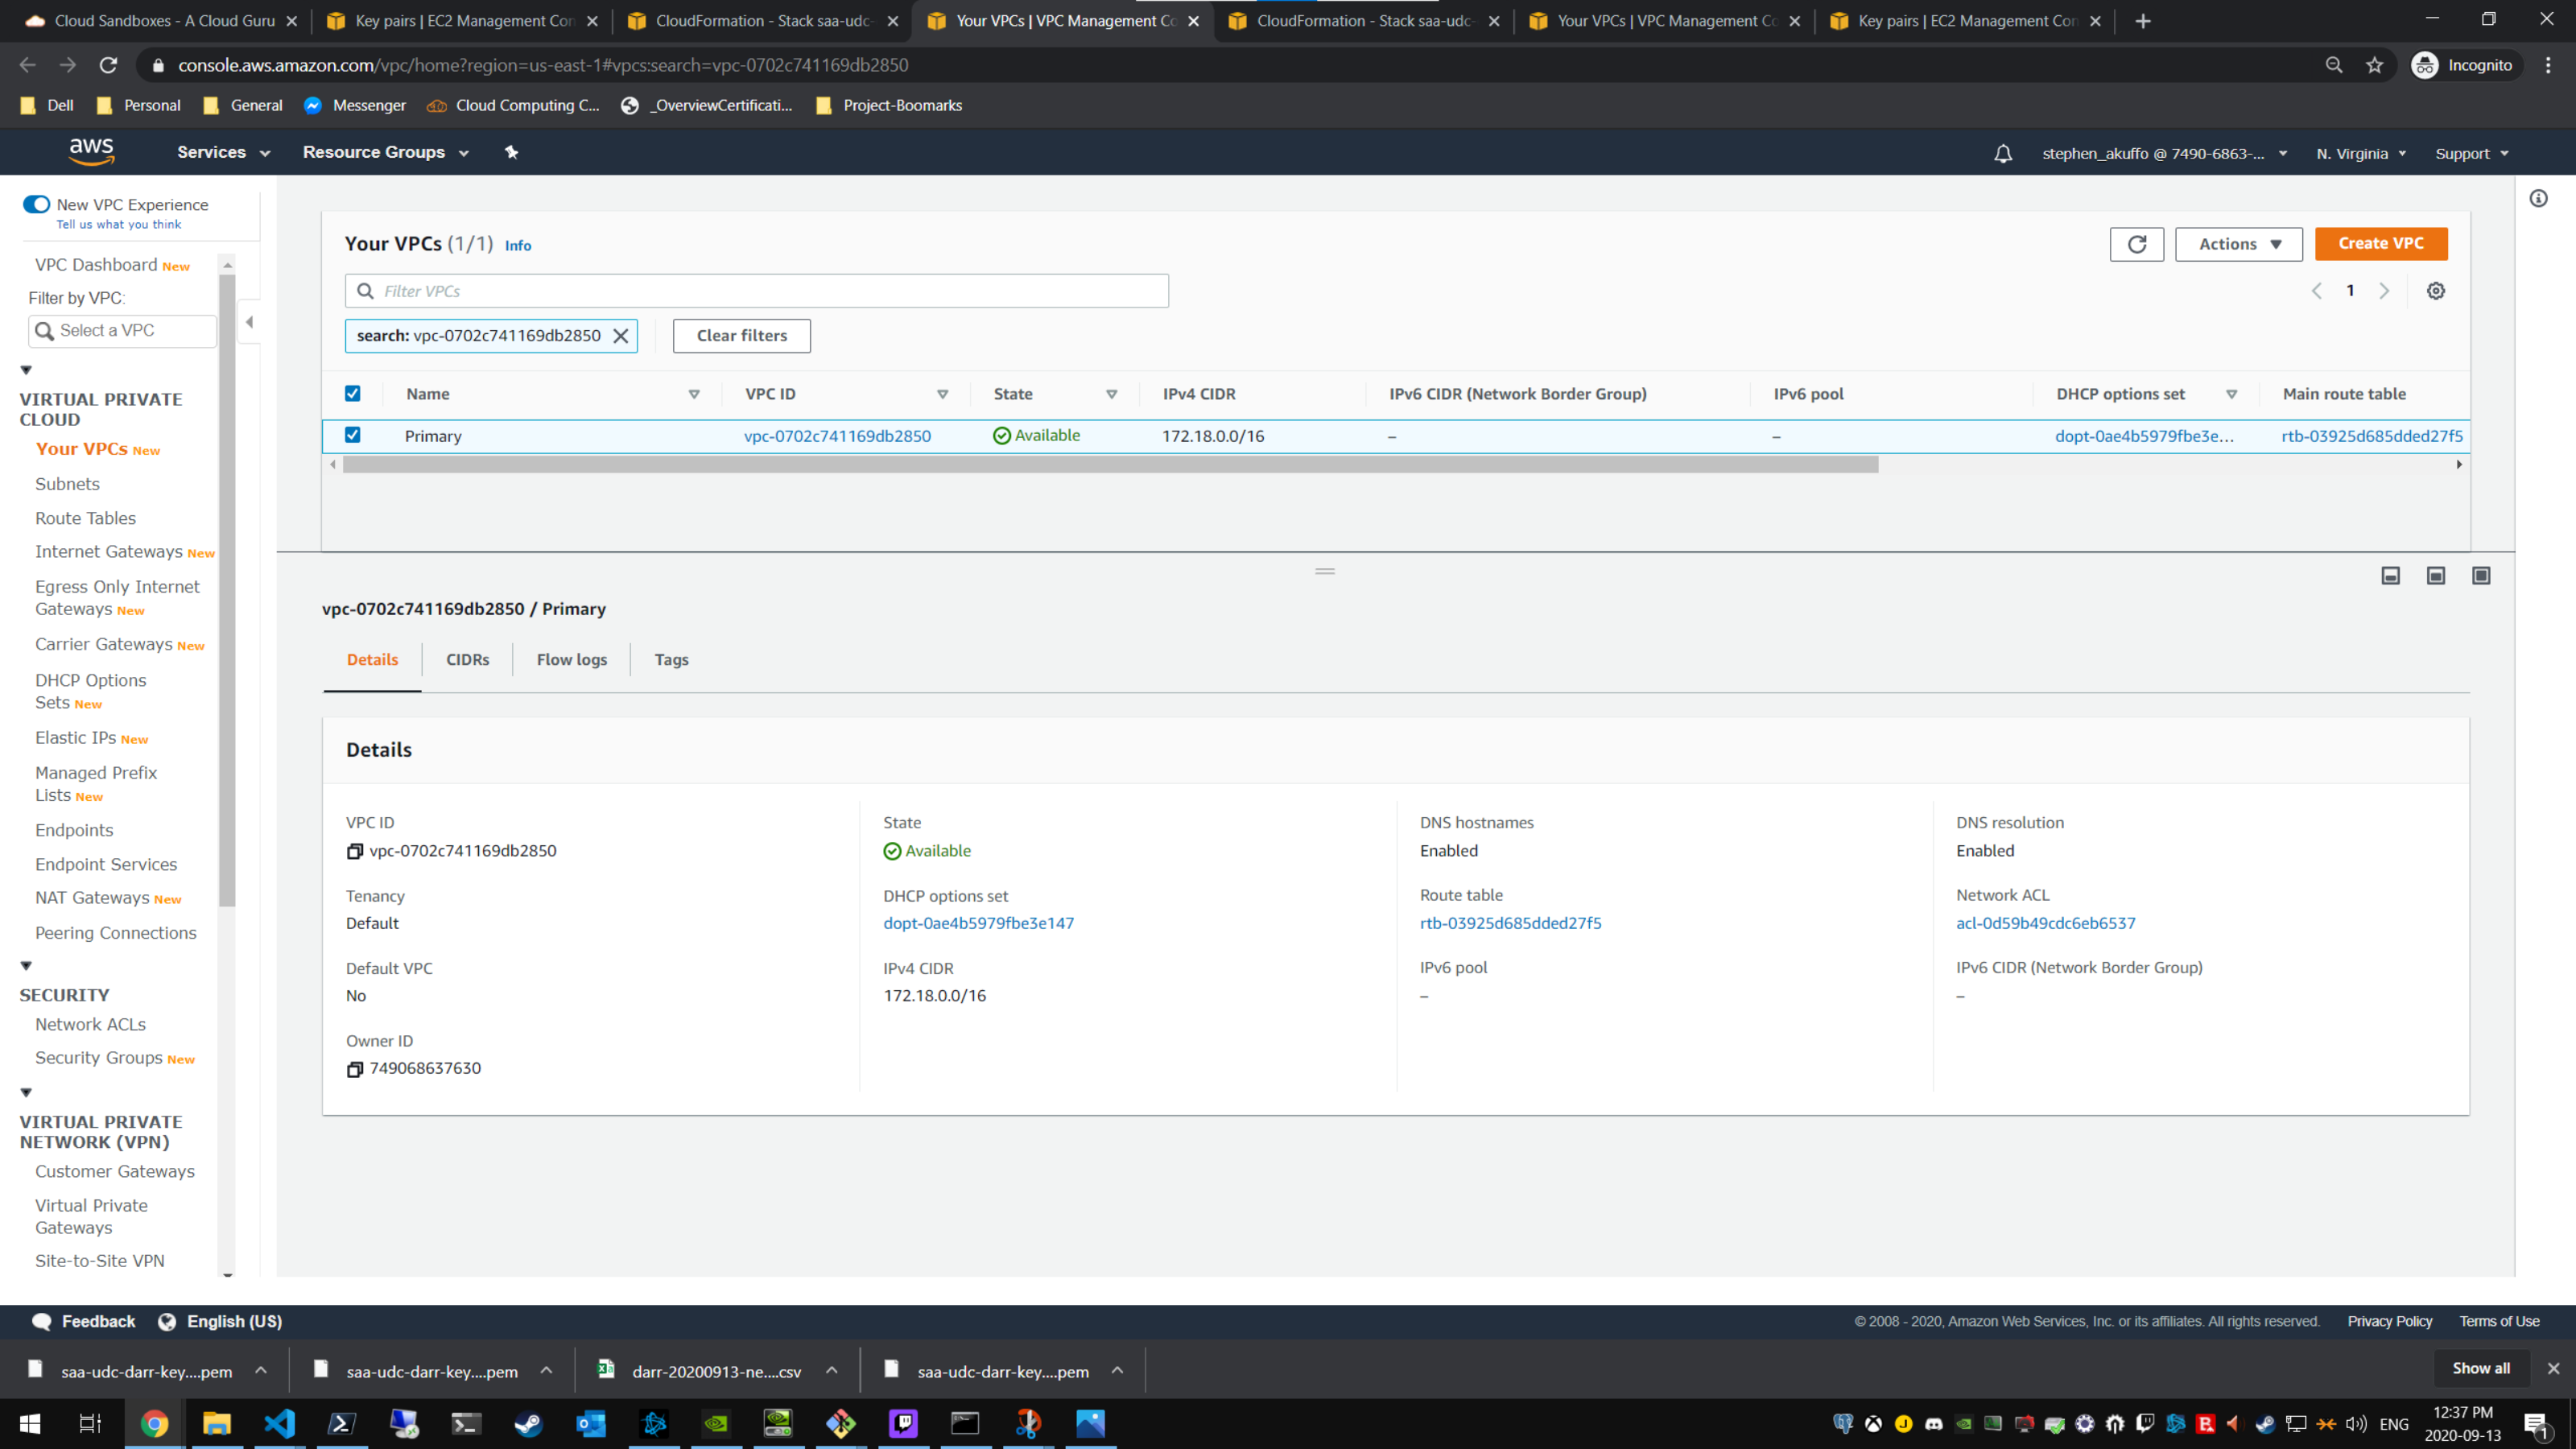 Cloud Sandboxes - A Cloud Guru
Key pairs | EC2 Management Con
CloudFormation - Stack saa-udc-
Your VPCs | VPC Management Co
CloudFormation - Stack saa-udc-
Your VPCs | VPC Management Co
Key pairs | EC2 Management Con
console.aws.amazon.com/vpc/home?region=us-east-1#vpcs:search=vpc-0702c741169db2850
Incognito
Dell
Personal
General
Messenger
Cloud Computing C...
_OverviewCertificati...
Project-Boomarks
aws
Services
Resource Groups
stephen_akuffo @ 7490-6863-...
N. Virginia
Support
New VPC Experience
Tell us what you think
VPC Dashboard New
Filter by VPC:
Select a VPC
VIRTUAL PRIVATE
CLOUD
Your VPCs New
Subnets
Route Tables
Internet Gateways New
Egress Only Internet
Gateways New
Carrier Gateways New
DHCP Options
Sets New
Elastic IPs New
Managed Prefix
Lists New
Endpoints
Endpoint Services
NAT Gateways New
Peering Connections
SECURITY
Network ACLs
Security Groups New
VIRTUAL PRIVATE
NETWORK (VPN)
Customer Gateways
Virtual Private
Gateways
Site-to-Site VPN
Your VPCs (1/1) Info
Actions
Create VPC
Filter VPCs
1
search: vpc-0702c741169db2850
Clear filters
Name
VPC ID
State
IPv4 CIDR
IPv6 CIDR (Network Border Group)
IPv6 pool
DHCP options set
Main route table
Primary
vpc-0702c741169db2850
Available
172.18.0.0/16
–
–
dopt-0ae4b5979fbe3e...
rtb-03925d685dded27f5
vpc-0702c741169db2850 / Primary
Details
CIDRs
Flow logs
Tags
Details
VPC ID
vpc-0702c741169db2850
State
Available
DNS hostnames
Enabled
DNS resolution
Enabled
Tenancy
Default
DHCP options set
dopt-0ae4b5979fbe3e147
Route table
rtb-03925d685dded27f5
Network ACL
acl-0d59b49cdc6eb6537
Default VPC
No
IPv4 CIDR
172.18.0.0/16
IPv6 pool
–
IPv6 CIDR (Network Border Group)
–
Owner ID
749068637630
Feedback
English (US)
© 2008 - 2020, Amazon Web Services, Inc. or its affiliates. All rights reserved.
Privacy Policy
Terms of Use
saa-udc-darr-key....pem
saa-udc-darr-key....pem
darr-20200913-ne....csv
saa-udc-darr-key....pem
Show all
ENG
12:37 PM
2020-09-13
1